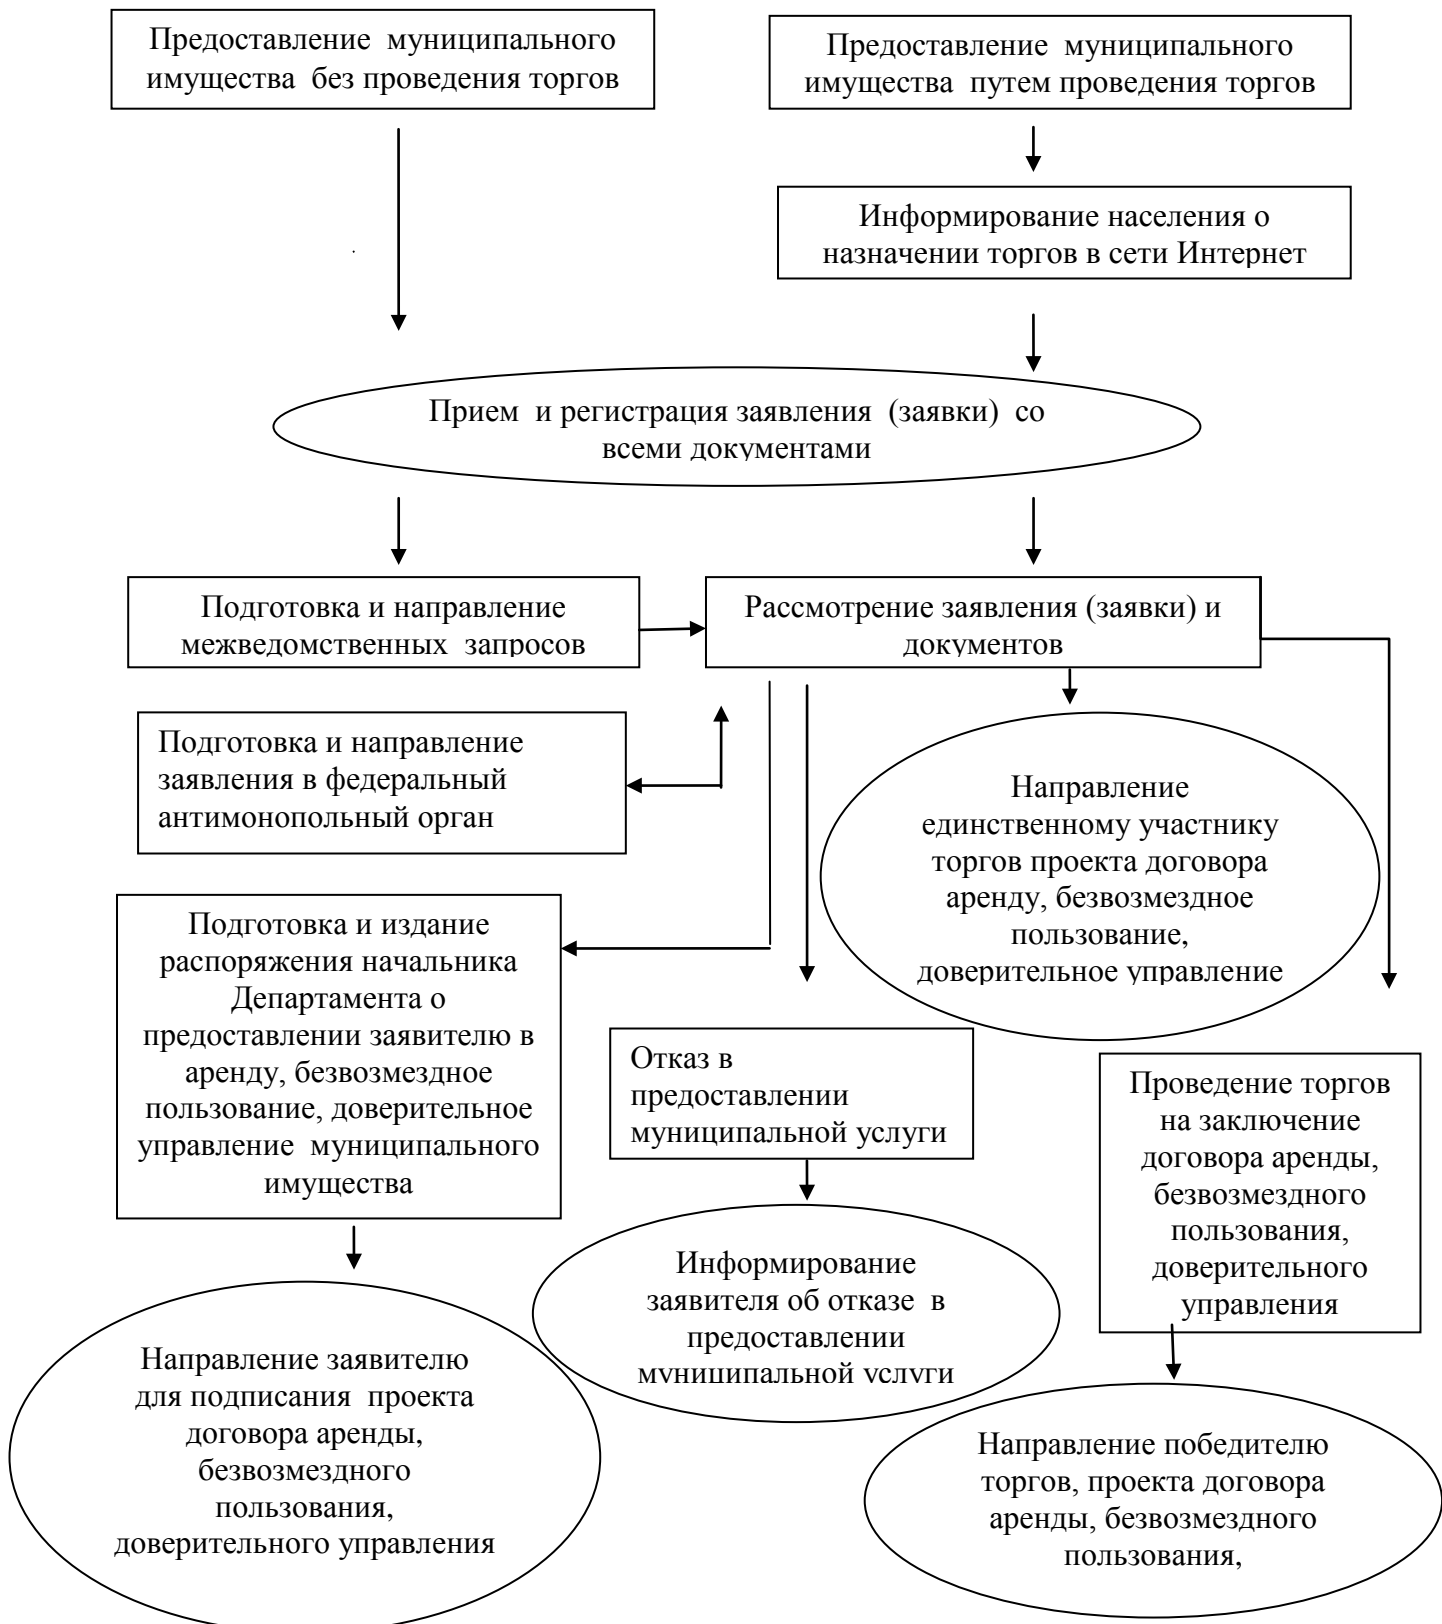 Предоставление муниципального
имущества без проведения торгов
Предоставление муниципального
имущества путем проведения торгов
Информирование населения о
назначении торгов в сети Интернет
Прием и регистрация заявления (заявки) со
всеми документами
Подготовка и направление
межведомственных запросов
Рассмотрение заявления (заявки) и
документов
Подготовка и направление
заявления в федеральный
антимонопольный орган
Направление
единственному участнику
торгов проекта договора
аренду, безвозмездное
пользование,
доверительное управление
Подготовка и издание
распоряжения начальника
Департамента о
предоставлении заявителю в
аренду, безвозмездное
пользование, доверительное
управление муниципального
имущества
Отказ в
предоставлении
муниципальной услуги
Проведение торгов
на заключение
договора аренды,
безвозмездного
пользования,
доверительного
управления
Информирование
заявителя об отказе в
предоставлении
муниципальной услуги
Направление заявителю
для подписания проекта
договора аренды,
безвозмездного
пользования,
доверительного управления
Направление победителю
торгов, проекта договора
аренды, безвозмездного
пользования,